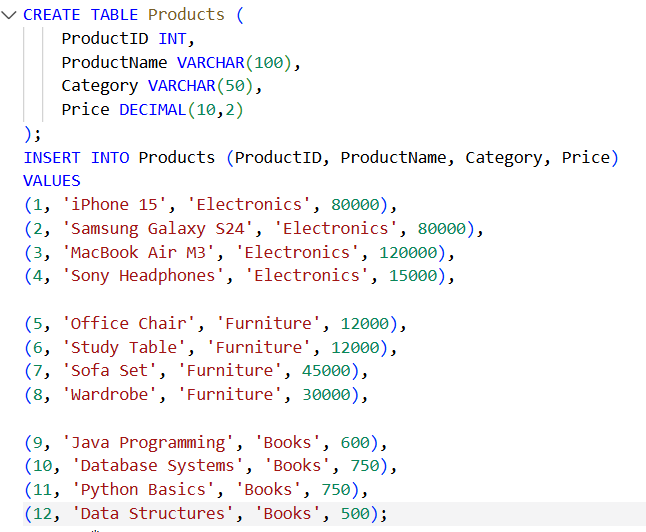 CREATE TABLE Products (
ProductID INT,
ProductName VARCHAR(100),
Category VARCHAR(50),
Price DECIMAL(10,2)
);
INSERT INTO Products (ProductID, ProductName, Category, Price)
VALUES
(1, 'iPhone 15', 'Electronics', 80000),
(2, 'Samsung Galaxy S24', 'Electronics', 80000),
(3, 'MacBook Air M3', 'Electronics', 120000),
(4, 'Sony Headphones', 'Electronics', 15000),
(5, 'Office Chair', 'Furniture', 12000),
(6, 'Study Table', 'Furniture', 12000),
(7, 'Sofa Set', 'Furniture', 45000),
(8, 'Wardrobe', 'Furniture', 30000),
(9, 'Java Programming', 'Books', 600),
(10, 'Database Systems', 'Books', 750),
(11, 'Python Basics', 'Books', 750),
(12, 'Data Structures', 'Books', 500);